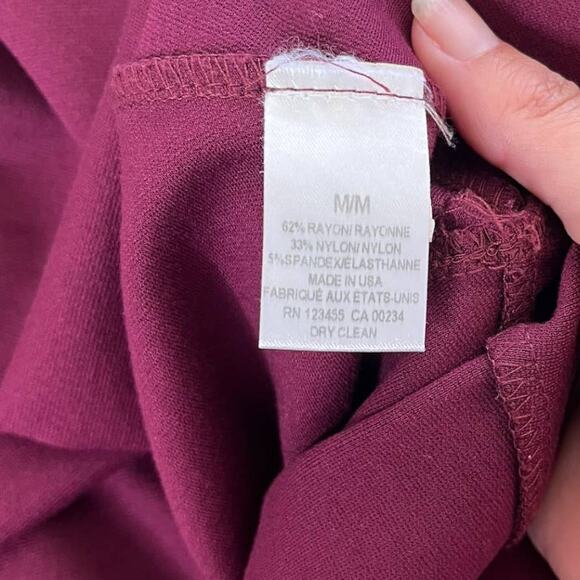 M/M
62% RAYON/ RAYONNE
33% NYLON/ NYLON
5%SPANDEX/ÉLASTHANNE
MADE IN USA
FABRIQUÉ AUX ÉTATS-UNIS
RN 123455 CA 00234
DRY CLEAN